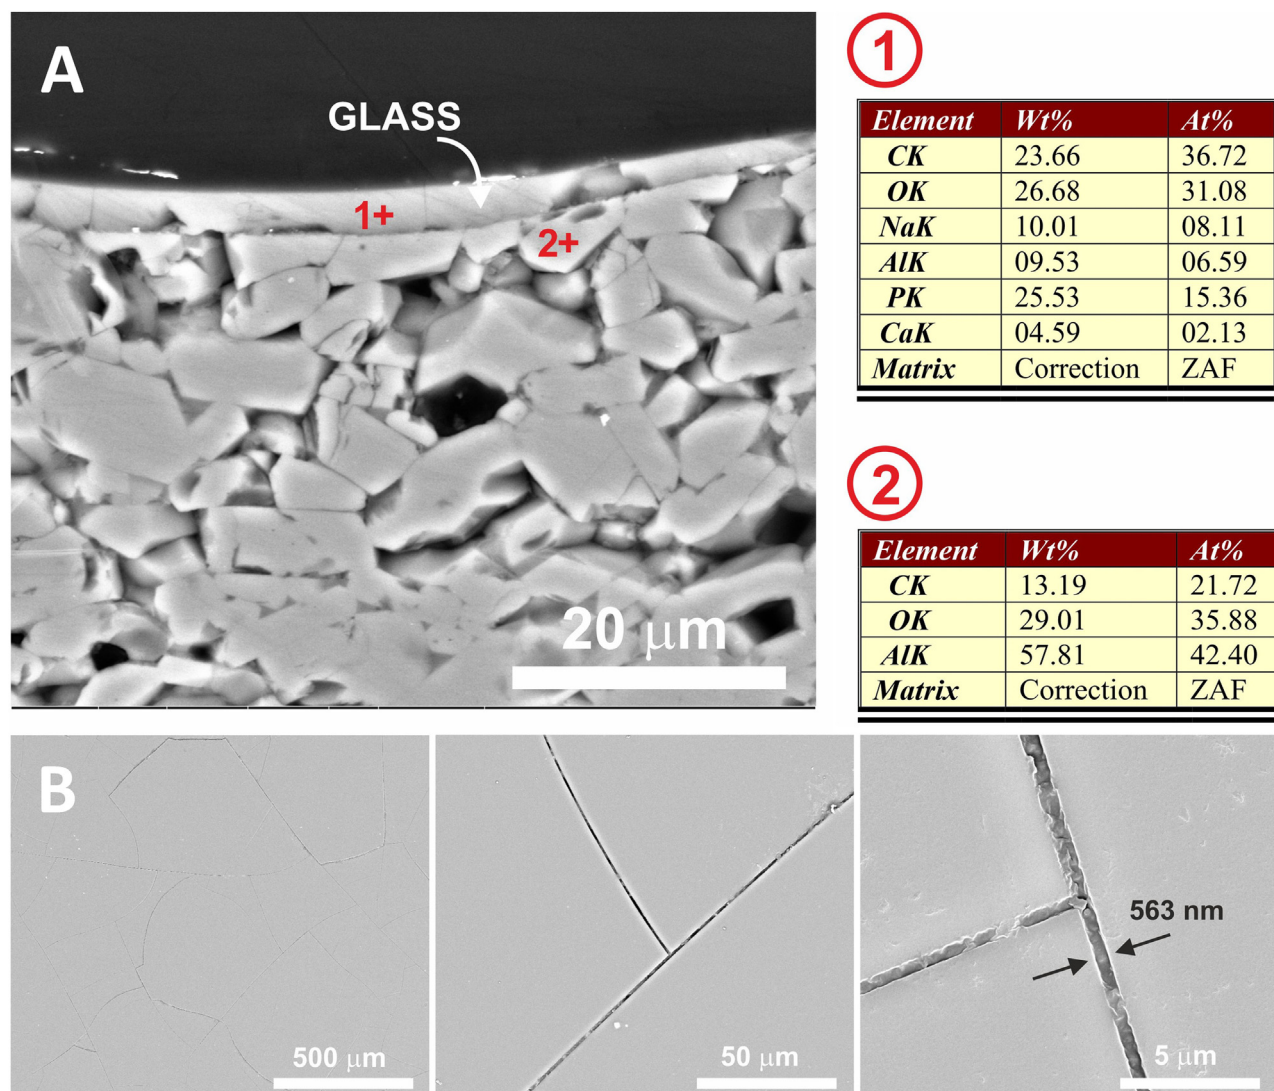 A
GLASS
1+
2+
20 μm
1
Element Wt% At%
CK 23.66 36.72
OK 26.68 31.08
NaK 10.01 08.11
AlK 09.53 06.59
PK 25.53 15.36
CaK 04.59 02.13
Matrix Correction ZAF
2
Element Wt% At%
CK 13.19 21.72
OK 29.01 35.88
AlK 57.81 42.40
Matrix Correction ZAF
B
500 μm
50 μm
563 nm
5 μm